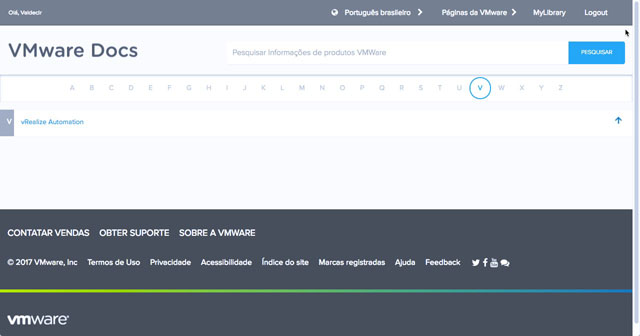 Olá, Valdecir
Português brasileiro Páginas da VMware MyLibrary Logout
VMware Docs
Pesquisar Informações de produtos VMWare
PESQUISAR
A B C D E F G H I J K L M N O P Q R S T U V W X Y Z
V vRealize Automation
CONTATAR VENDAS OBTER SUPORTE SOBRE A VMWARE
© 2017 VMware, Inc Termos de Uso Privacidade Acessibilidade Índice do site Marcas registradas Ajuda Feedback
vmware®